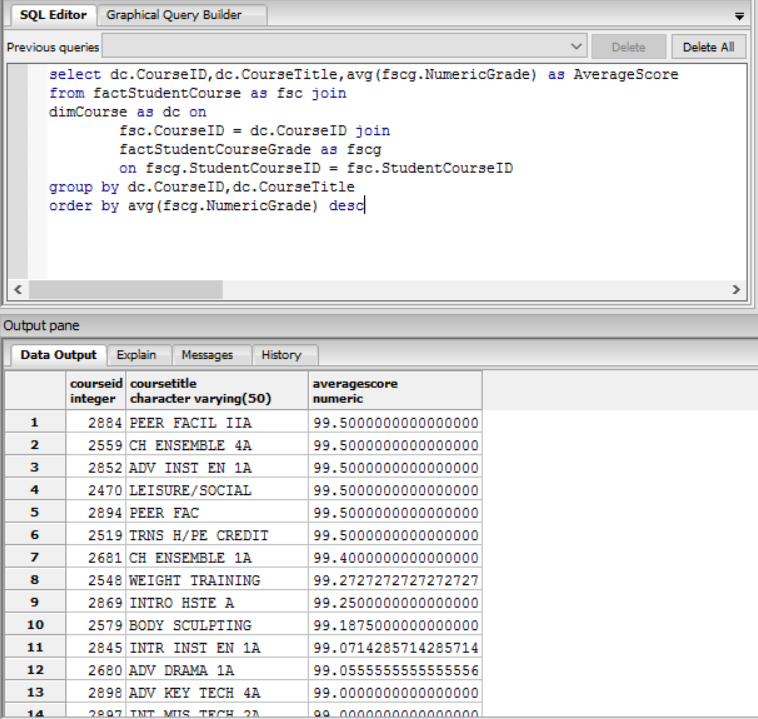 SQL Editor Graphical Query Builder
Previous queries Delete Delete All
select dc.CourseID,dc.CourseTitle,avg(fscg.NumericGrade) as AverageScore
from factStudentCourse as fsc join
dimCourse as dc on
fsc.CourseID = dc.CourseID join
factStudentCourseGrade as fscg
on fscg.StudentCourseID = fsc.StudentCourseID
group by dc.CourseID,dc.CourseTitle
order by avg(fscg.NumericGrade) desc
Output pane
Data Output Explain Messages History
courseid coursetitle averagescore
integer character varying(50) numeric
1 2884 PEER FACIL IIA 99.5000000000000000
2 2559 CH ENSEMBLE 4A 99.5000000000000000
3 2852 ADV INST EN 1A 99.5000000000000000
4 2470 LEISURE/SOCIAL 99.5000000000000000
5 2894 PEER FAC 99.5000000000000000
6 2519 TRNS H/PE CREDIT 99.5000000000000000
7 2681 CH ENSEMBLE 1A 99.4000000000000000
8 2548 WEIGHT TRAINING 99.2727272727272727
9 2869 INTRO HSTE A 99.2500000000000000
10 2579 BODY SCULPTING 99.1875000000000000
11 2845 INTR INST EN 1A 99.0714285714285714
12 2680 ADV DRAMA 1A 99.0555555555555556
13 2898 ADV KEY TECH 4A 99.0000000000000000
14 2897 INT MUS TECH 2A 99.0000000000000000